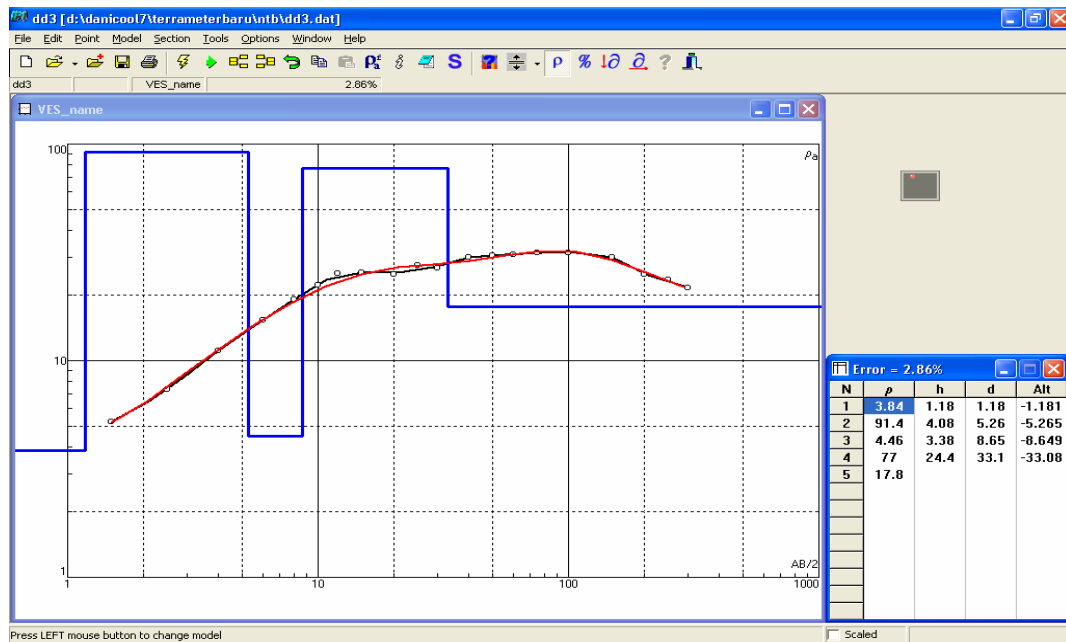 dd3 [d:\danicool7\terrameterbaru\ntb\dd3.dat]
File Edit Point Model Section Tools Options Window Help
S ρ % ?
dd3 VES_name 2.86%
VES_name
100
ρa
10
1
AB/2
1 10 100 1000
Error = 2.86%
N ρ h d Alt
1 3.84 1.18 1.18 -1.181
2 91.4 4.08 5.26 -5.265
3 4.46 3.38 8.65 -8.649
4 77 24.4 33.1 -33.08
5 17.8
Press LEFT mouse button to change model
Scaled